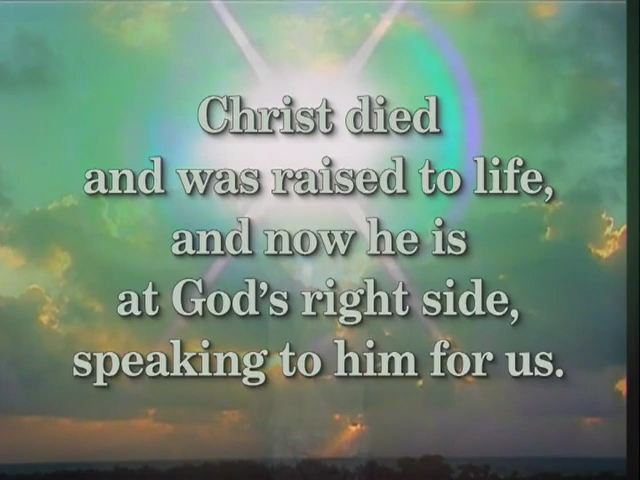 Christ died
and was raised to life,
and now he is
at God's right side,
speaking to him for us.